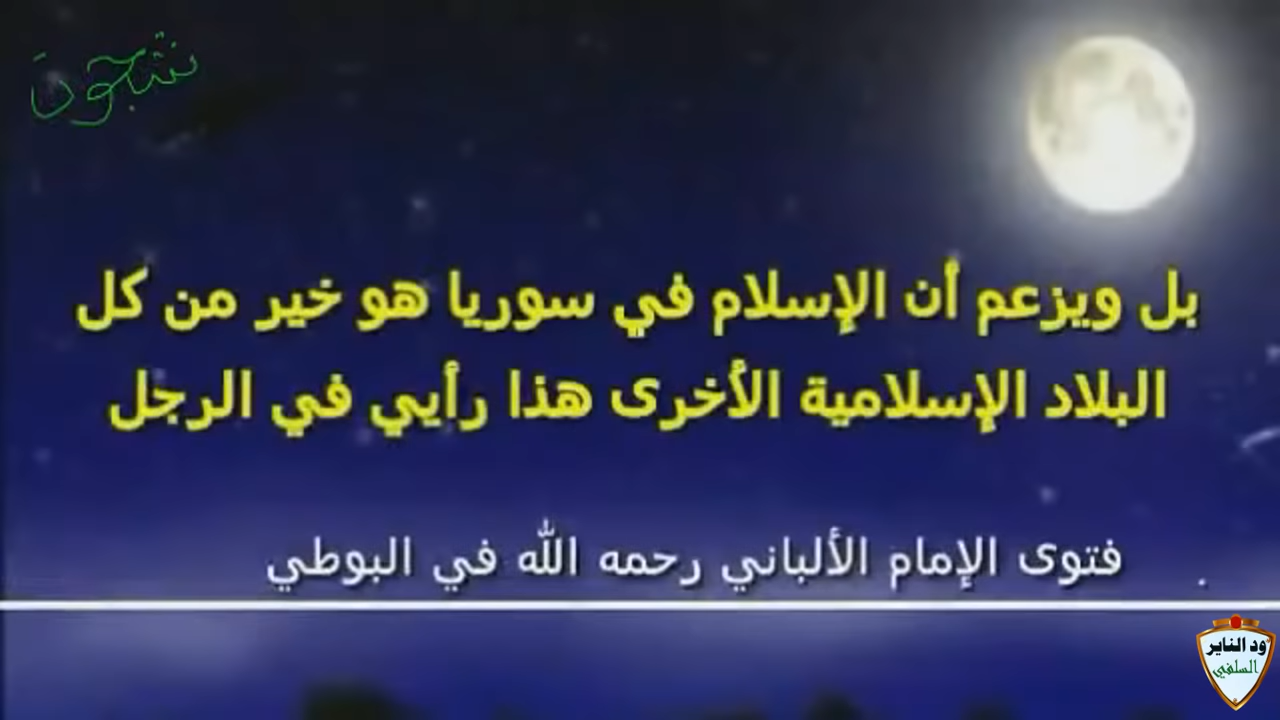 بل ويزعم أن الإسلام في سوريا هو خير من كل
البلاد الإسلامية الأخرى هذا رأيي في الرجل
فتوى الإمام الألباني رحمه الله في البوطي
ود الناير
السلفي